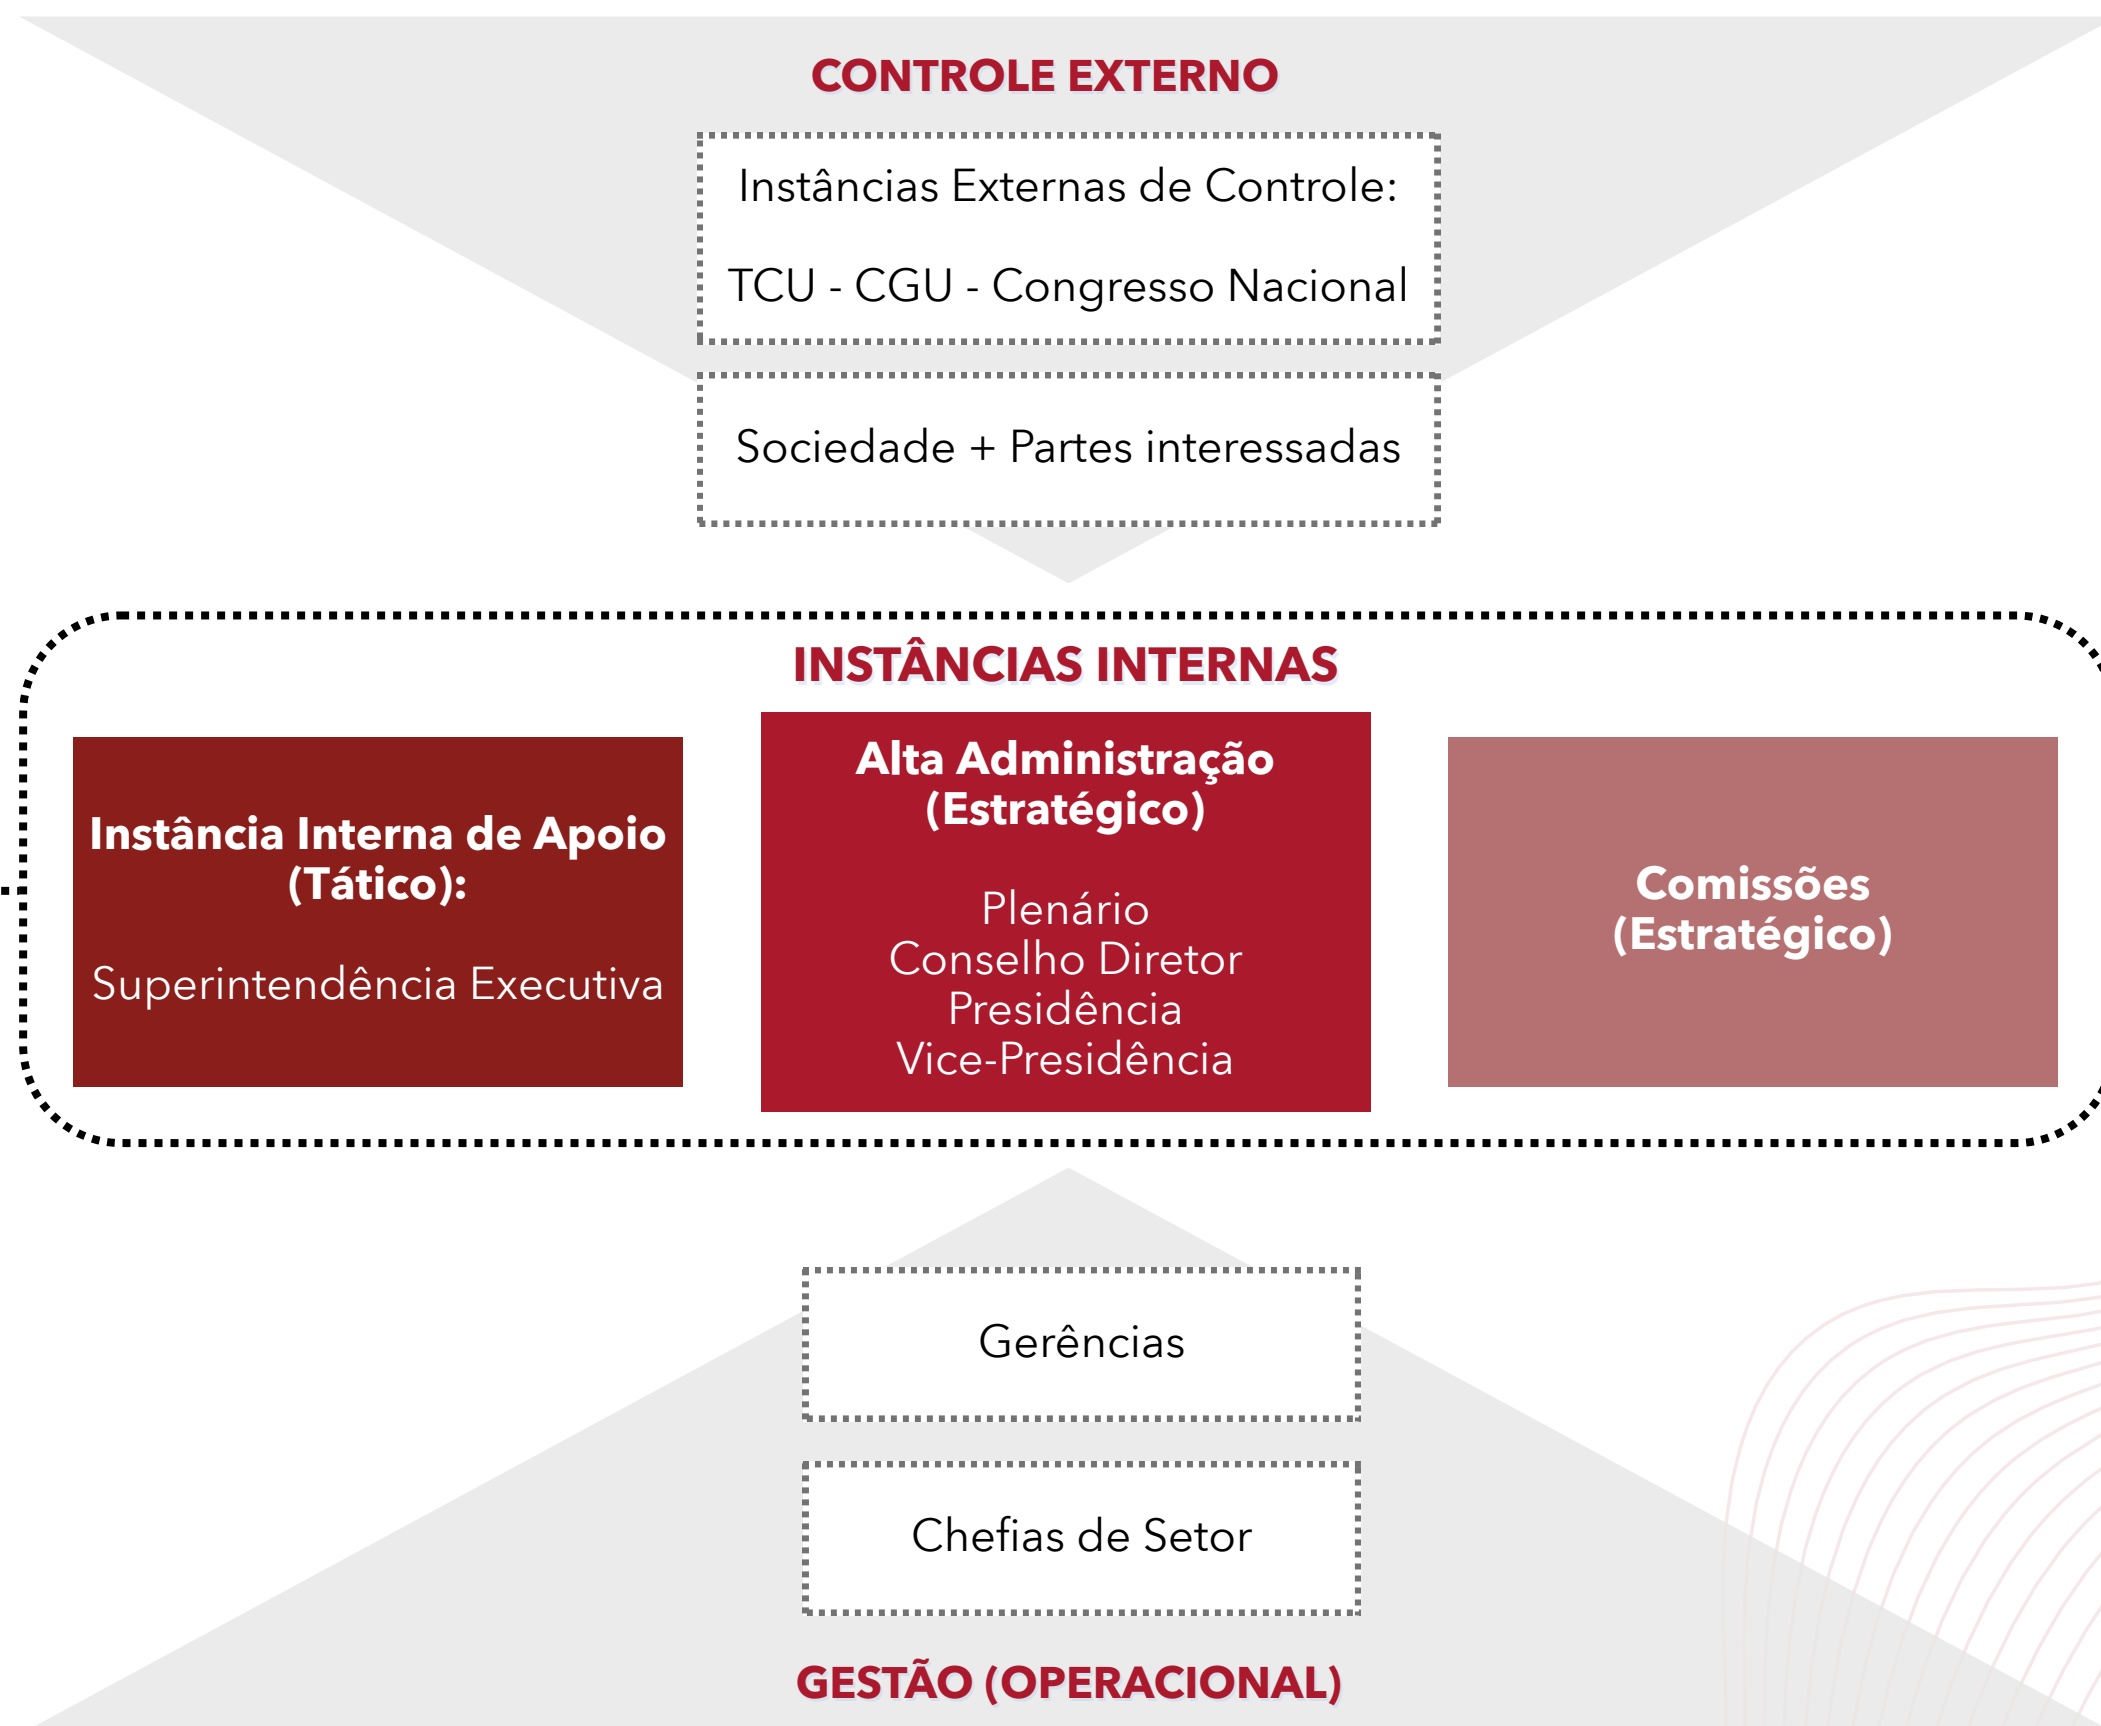 CONTROLE EXTERNO
Instâncias Externas de Controle:
TCU - CGU - Congresso Nacional
Sociedade + Partes interessadas
INSTÂNCIAS INTERNAS
Instância Interna de Apoio
(Tático):
Superintendência Executiva
Alta Administração
(Estratégico)
Plenário
Conselho Diretor
Presidência
Vice-Presidência
Comissões
(Estratégico)
Gerências
Chefias de Setor
GESTÃO (OPERACIONAL)